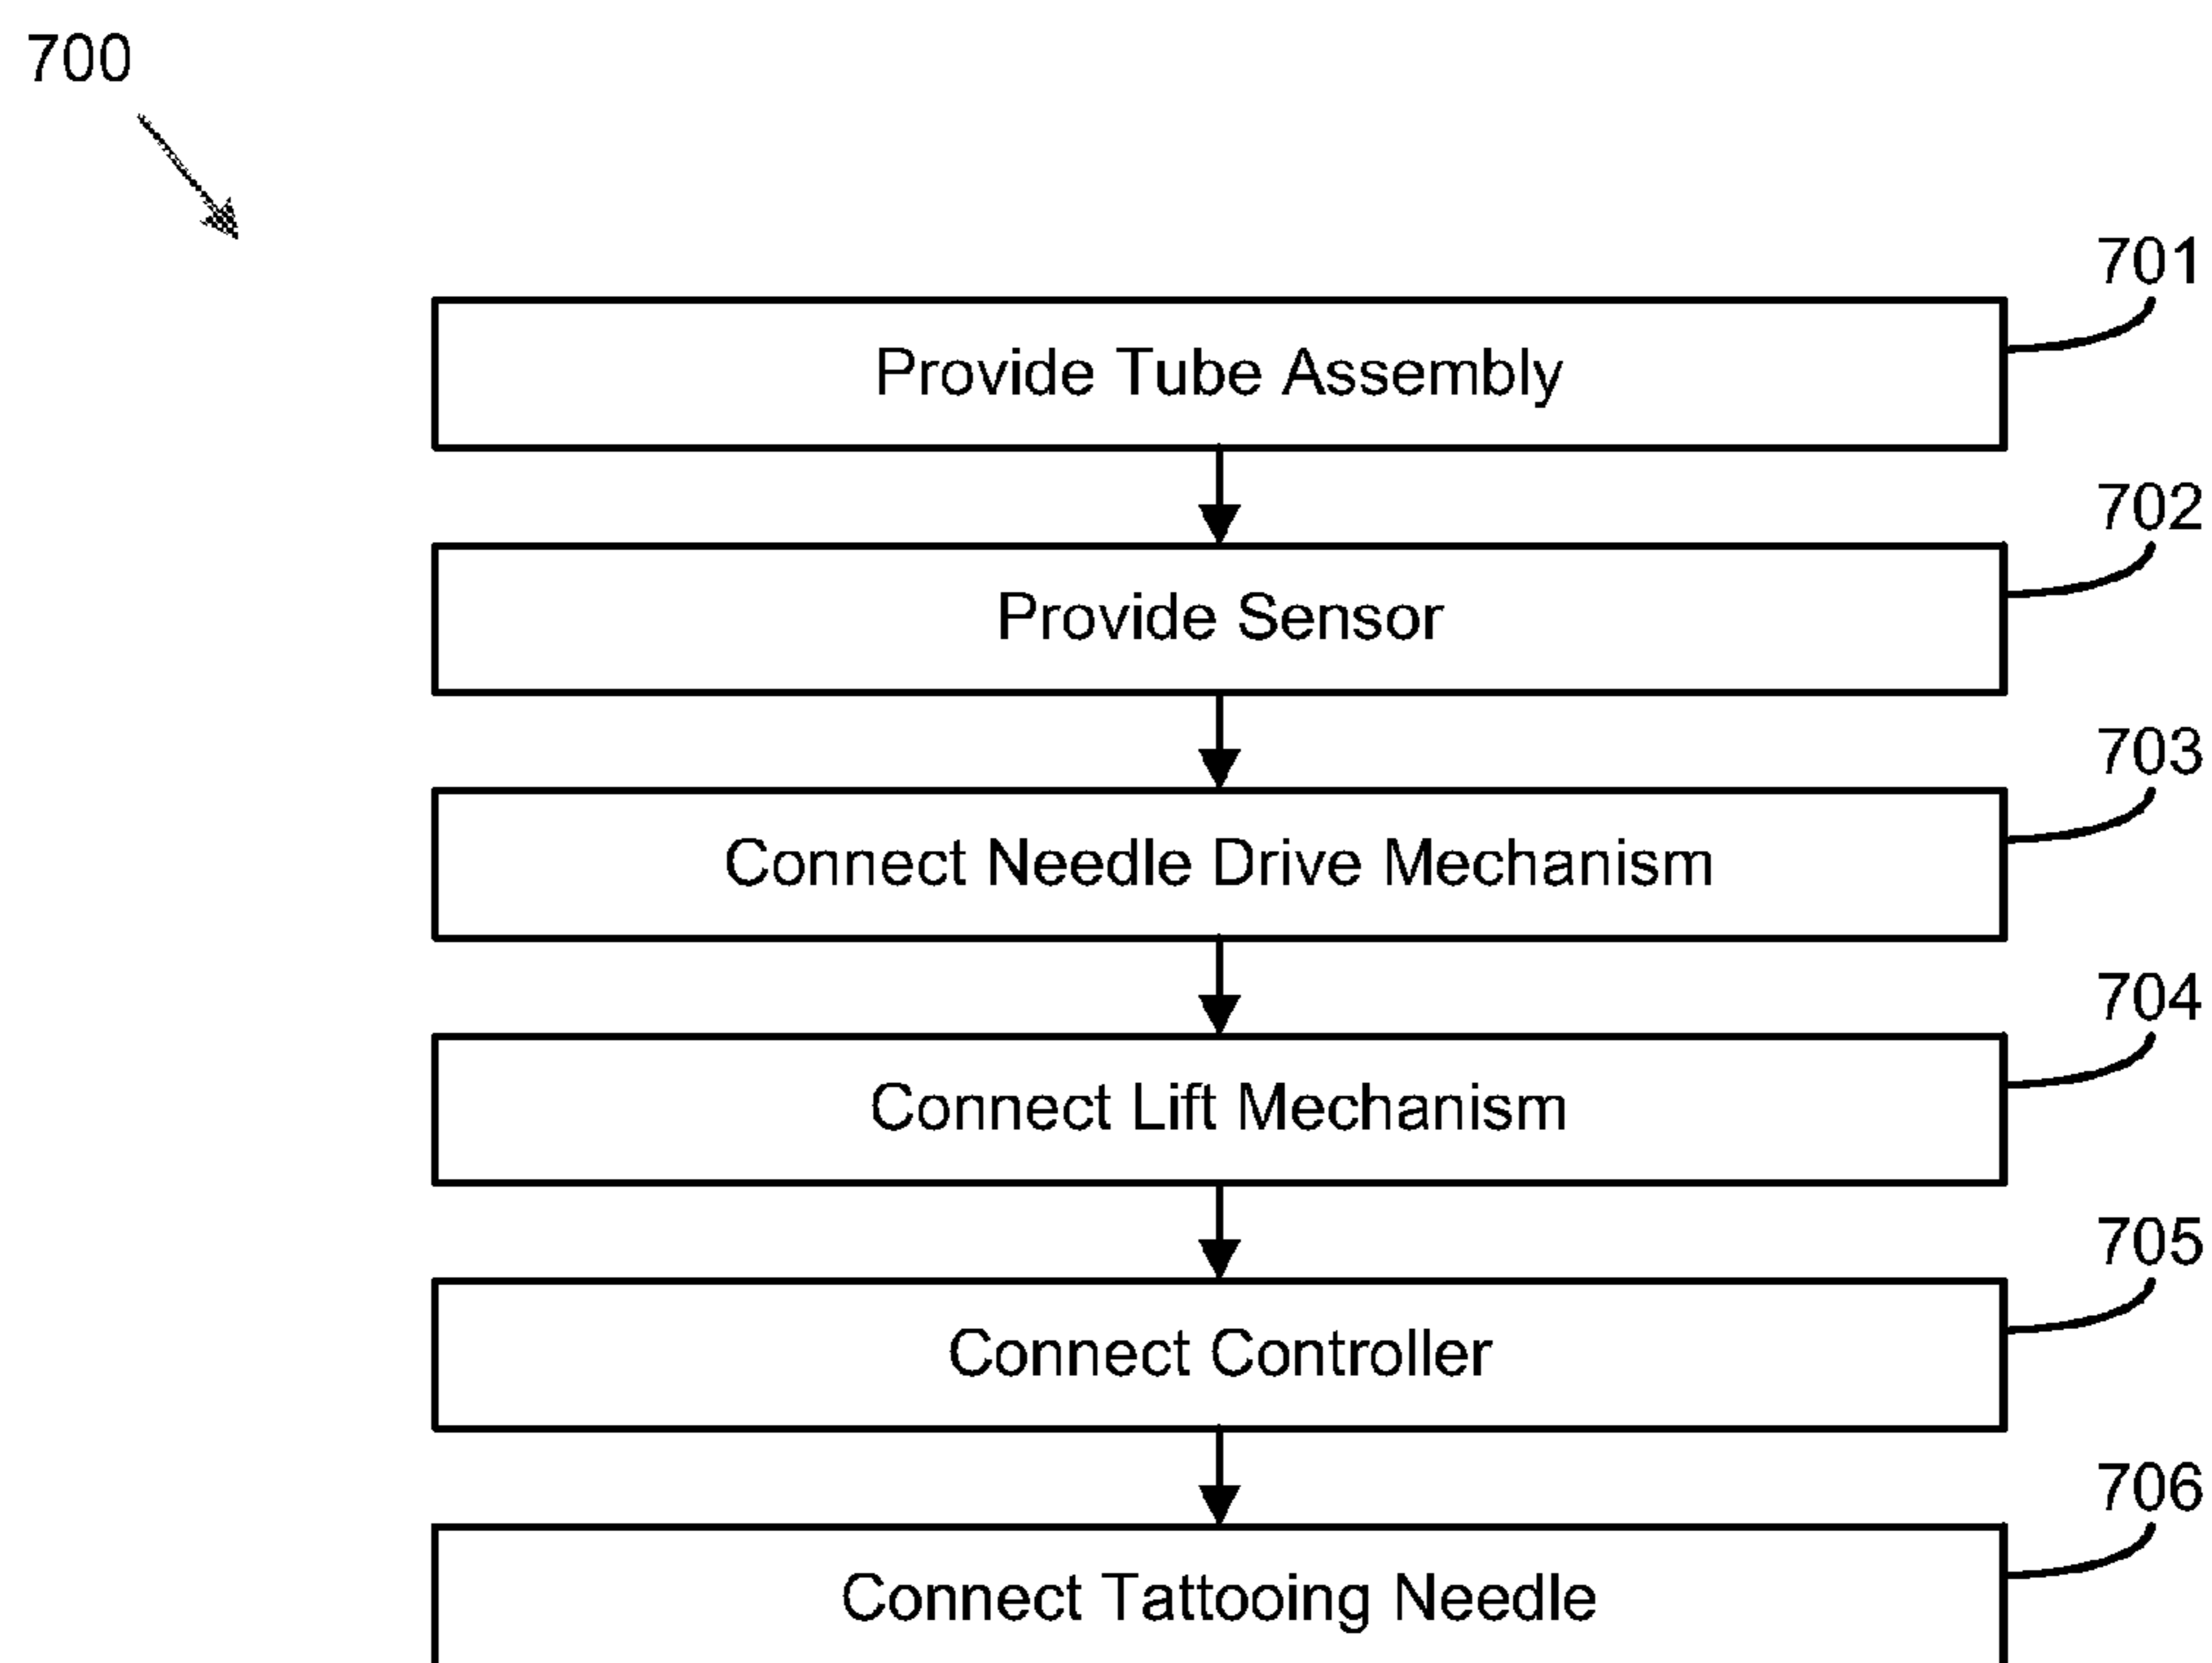 700
701
Provide Tube Assembly
702
Provide Sensor
703
Connect Needle Drive Mechanism
704
Connect Lift Mechanism
705
Connect Controller
706
Connect Tattooing Needle